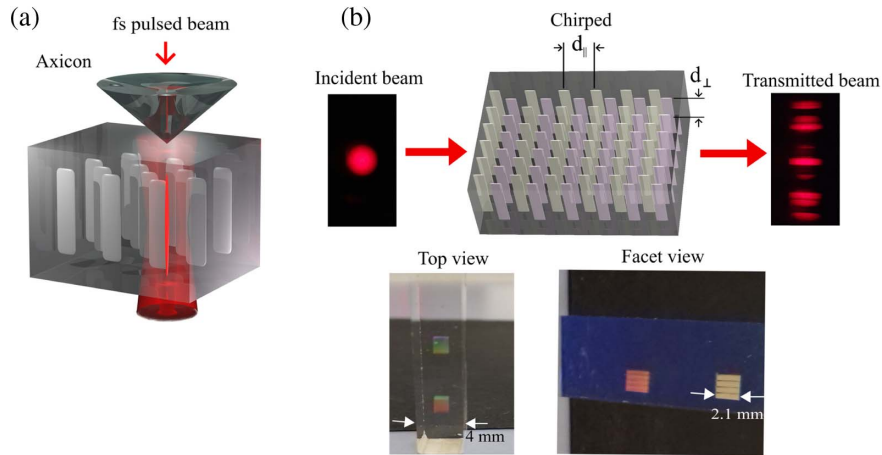 (a)
fs pulsed beam
Axicon
(b)
Chirped
d∥
d⊥
Incident beam
Transmitted beam
Top view
4 mm
Facet view
2.1 mm